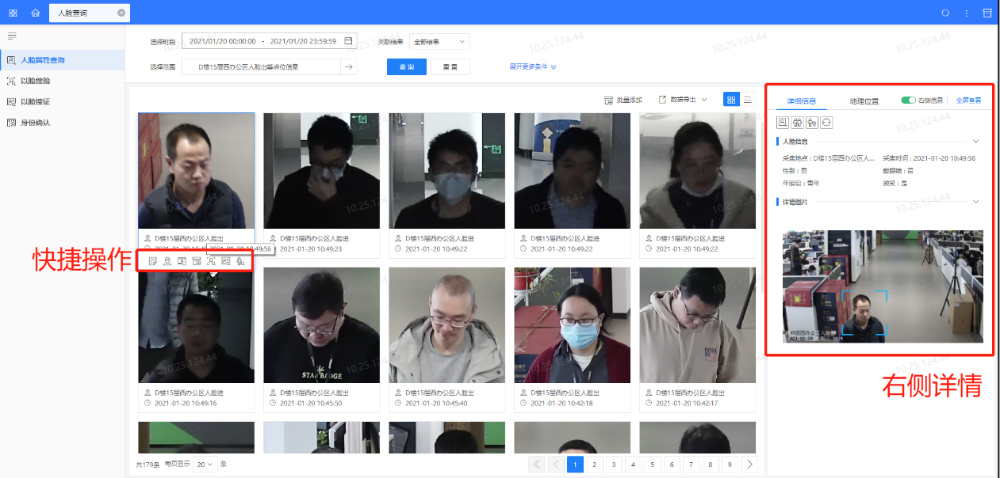 人脸查询
选择时段 2021/01/20 00:00:00 - 2021/01/20 23:59:59 关联结果 全部结果
人脸属性查询
选择范围 D楼15层西办公区人脸出等点位信息 查 询 重 置 展开更多条件
以脸搜脸
以脸搜证
身份确认
批量添加 数据导出
详细信息 地理位置 右侧信息 全屏查看
人脸信息
采集地点：D楼15层西办公区人... 采集时间：2021-01-20 10:49:56
性别：男 戴眼镜：否
年龄段：青年 微笑：是
详情图片
D楼15层西办公区人脸出 D楼15层西办公区人脸进 D楼15层西办公区人脸进 D楼15层西办公区人脸进 D楼15层西办公区人脸进
2021-01-20 10:49:56 2021-01-20 10:49:23 2021-01-20 10:49:22 2021-01-20 10:49:22 2021-01-20 10:49:22
快捷操作
STAR BADGE
右侧详情
D楼15层西办公区人脸进 D楼15层西办公区人脸出 D楼15层西办公区人脸出 D楼15层西办公区人脸出 D楼15层西办公区人脸出
2021-01-20 10:49:16 2021-01-20 10:45:50 2021-01-20 10:45:40 2021-01-20 10:42:18 2021-01-20 10:42:17
共179条 每页显示 20 条 1 2 3 4 5 6 7 8 9
10.25.124.44